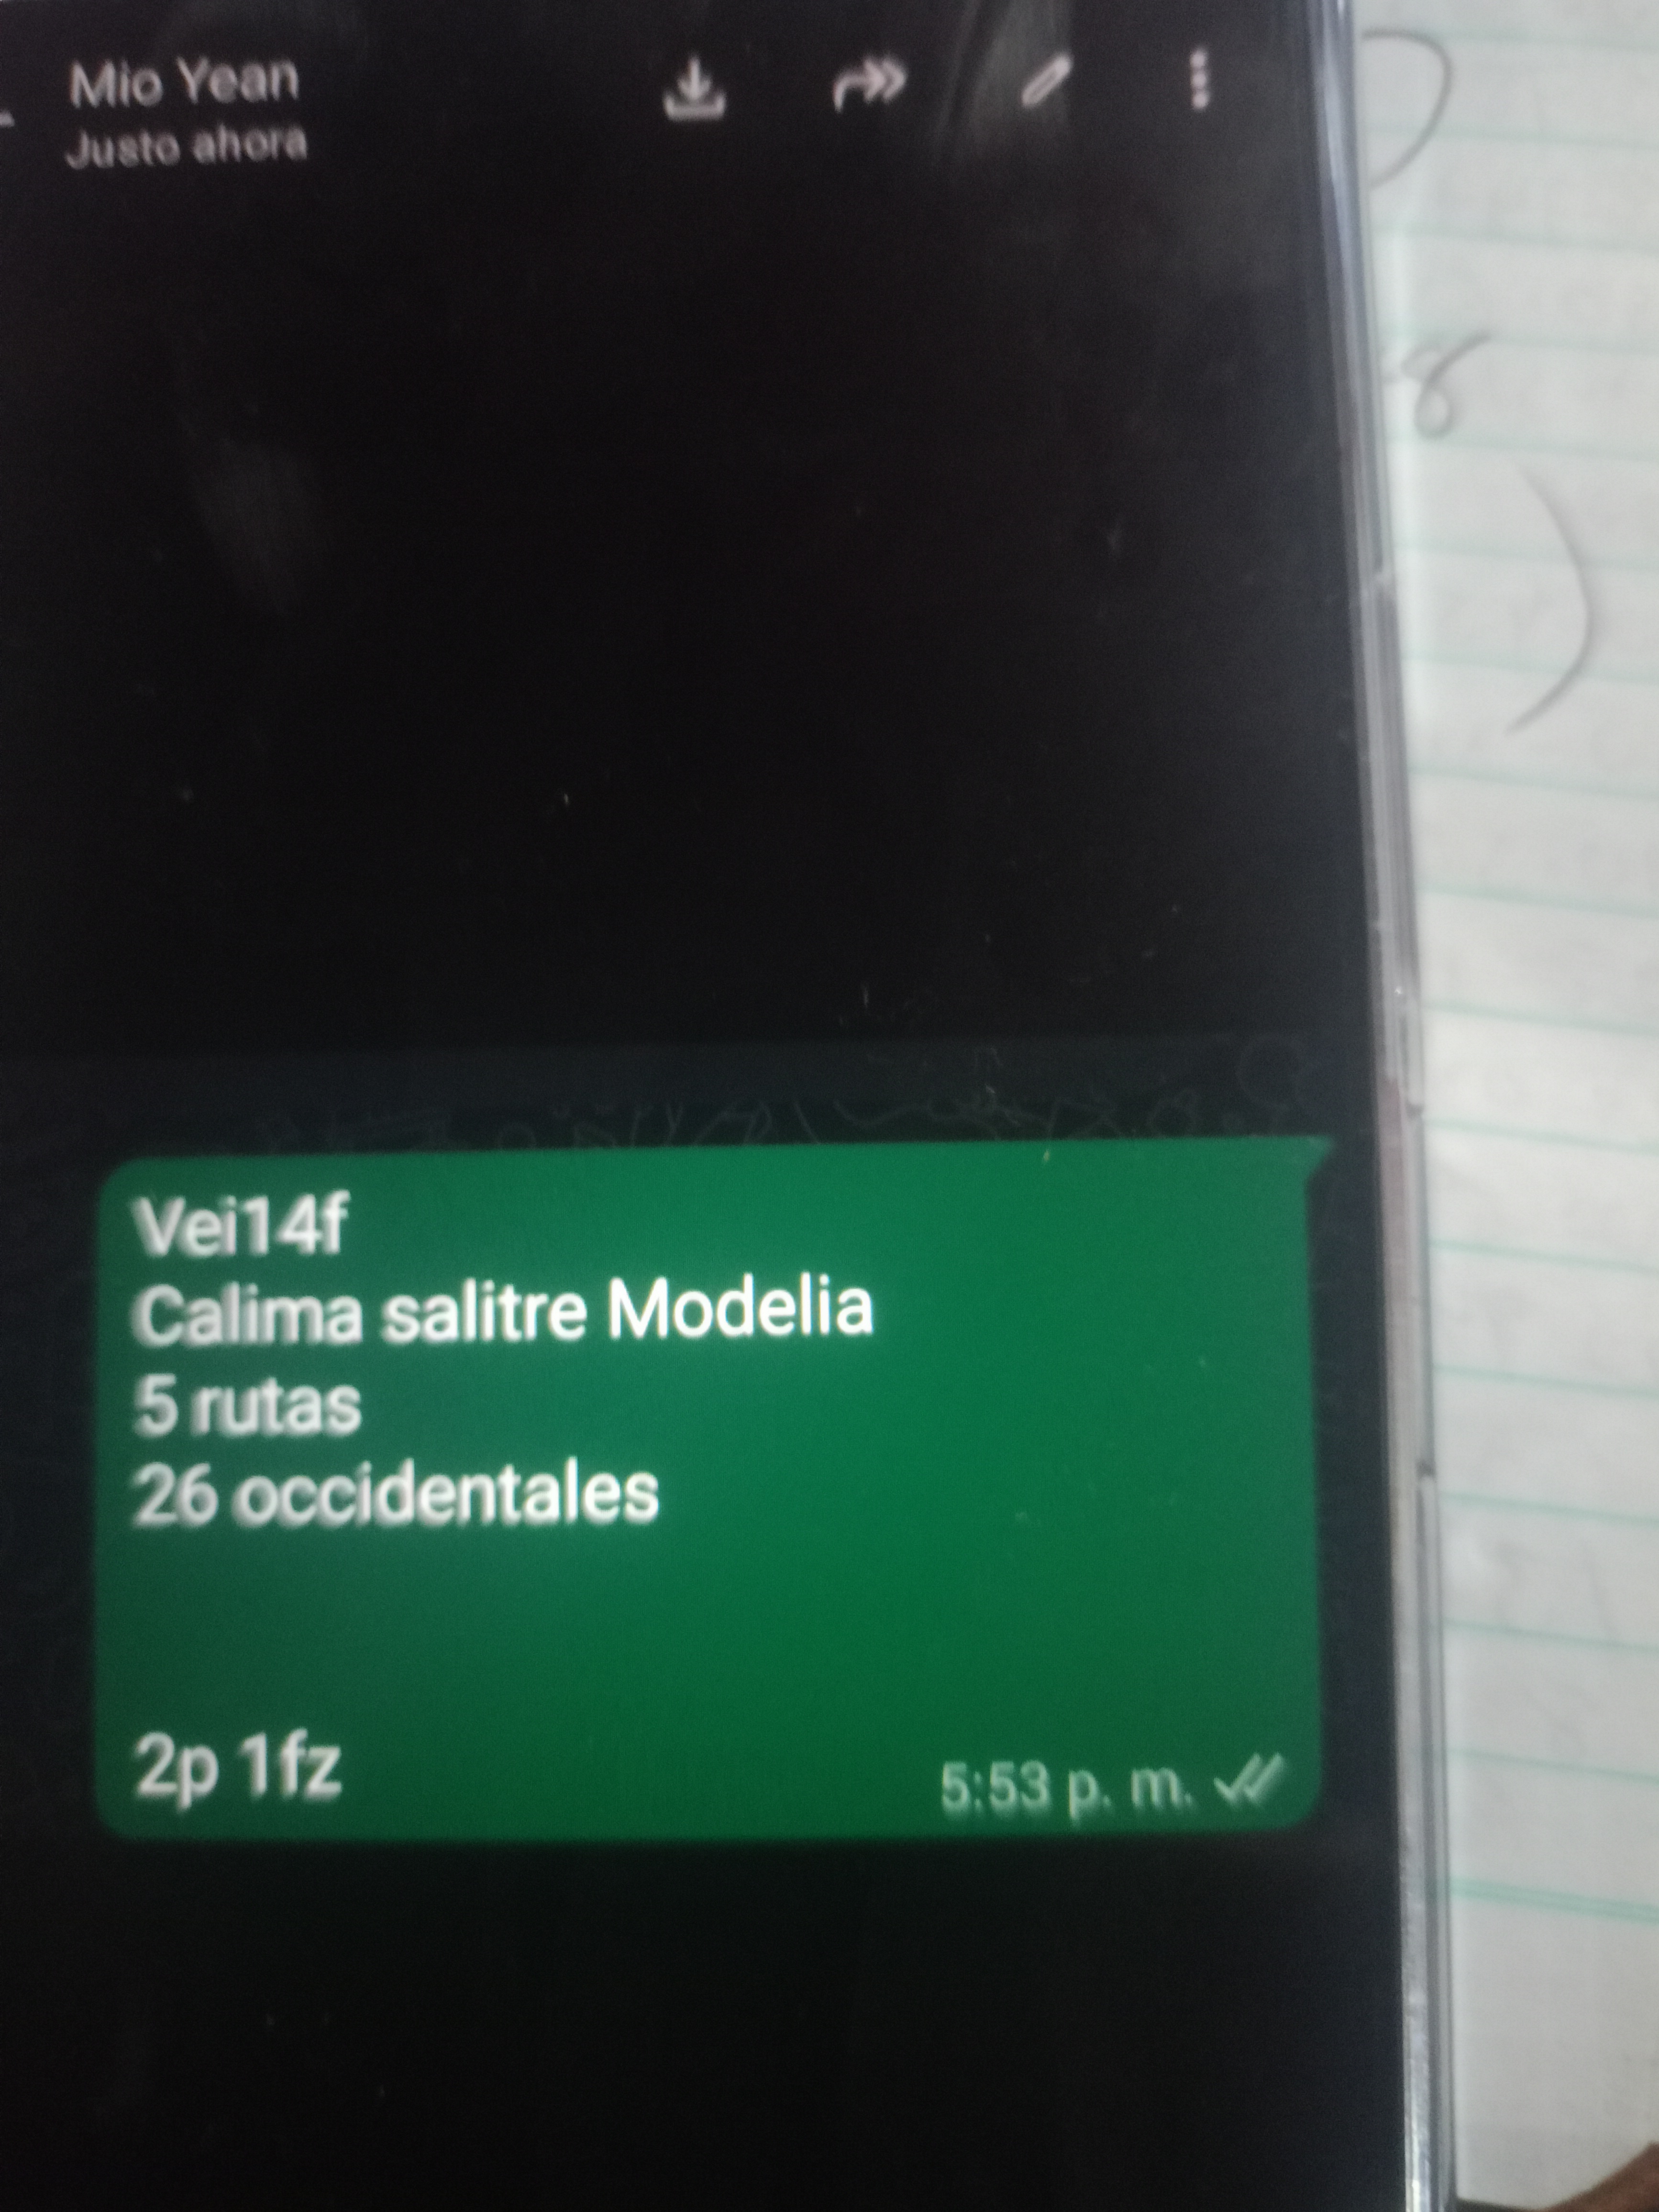 Mio Yean
Justo ahora
Vei14f
Calima salitre Modelia
5 rutas
26 occidentales
2p 1fz
5:53 p. m.